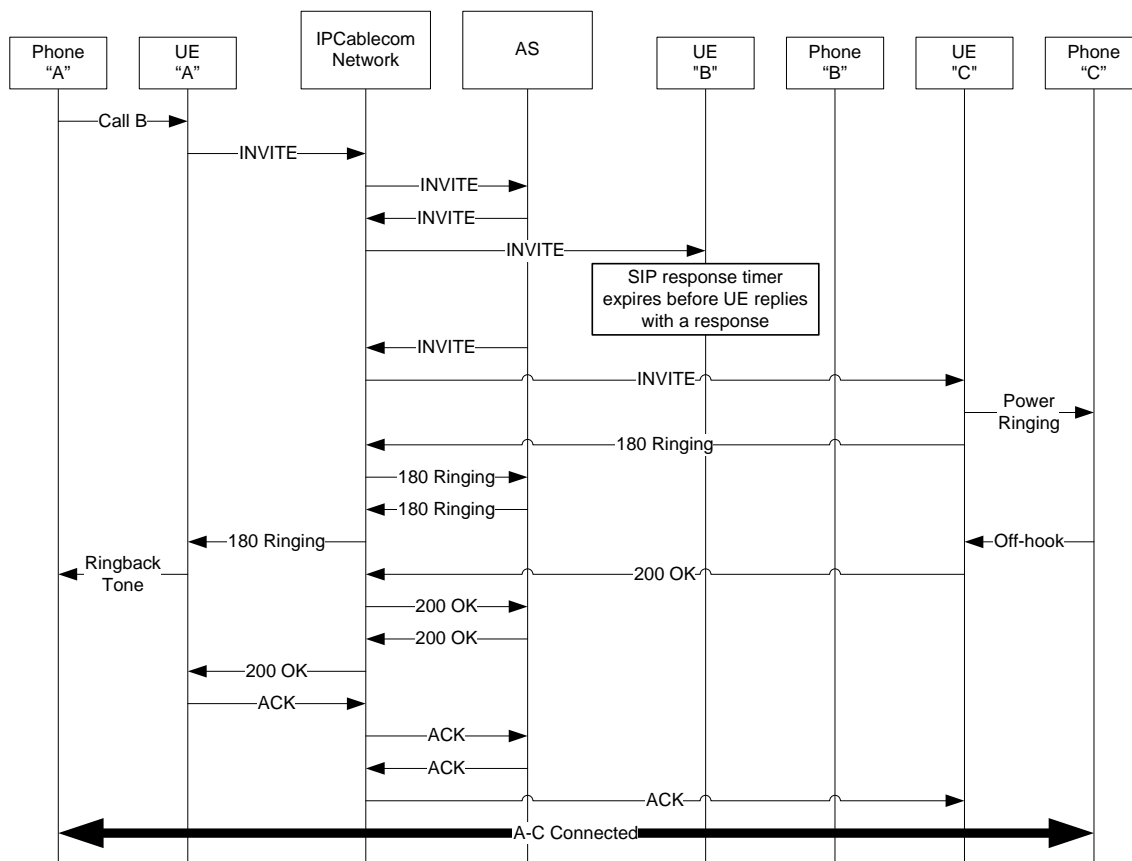 Phone
“A”
UE
“A”
IPCablecom
Network
AS
UE
"B"
Phone
“B”
UE
"C"
Phone
“C”
Call B
INVITE
INVITE
INVITE
INVITE
SIP response timer
expires before UE replies
with a response
INVITE
INVITE
Power
Ringing
180 Ringing
180 Ringing
180 Ringing
180 Ringing
Off-hook
Ringback
Tone
200 OK
200 OK
200 OK
200 OK
ACK
ACK
ACK
ACK
A-C Connected